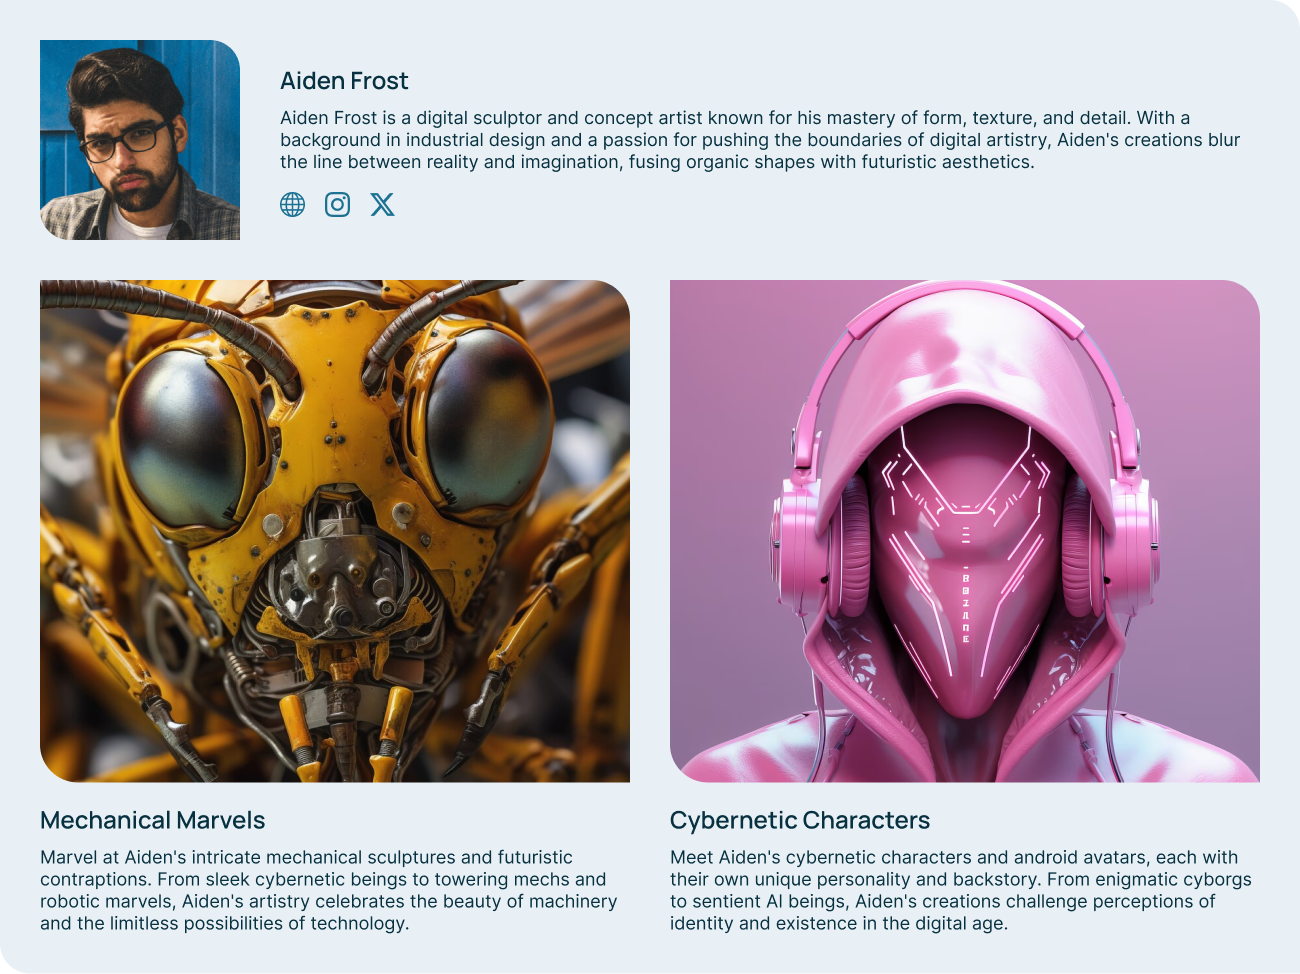 Aiden Frost
Aiden Frost is a digital sculptor and concept artist known for his mastery of form, texture, and detail. With a
background in industrial design and a passion for pushing the boundaries of digital artistry, Aiden's creations blur
the line between reality and imagination, fusing organic shapes with futuristic aesthetics.
Mechanical Marvels
Marvel at Aiden's intricate mechanical sculptures and futuristic
contraptions. From sleek cybernetic beings to towering mechs and
robotic marvels, Aiden's artistry celebrates the beauty of machinery
and the limitless possibilities of technology.
Cybernetic Characters
Meet Aiden's cybernetic characters and android avatars, each with
their own unique personality and backstory. From enigmatic cyborgs
to sentient AI beings, Aiden's creations challenge perceptions of
identity and existence in the digital age.